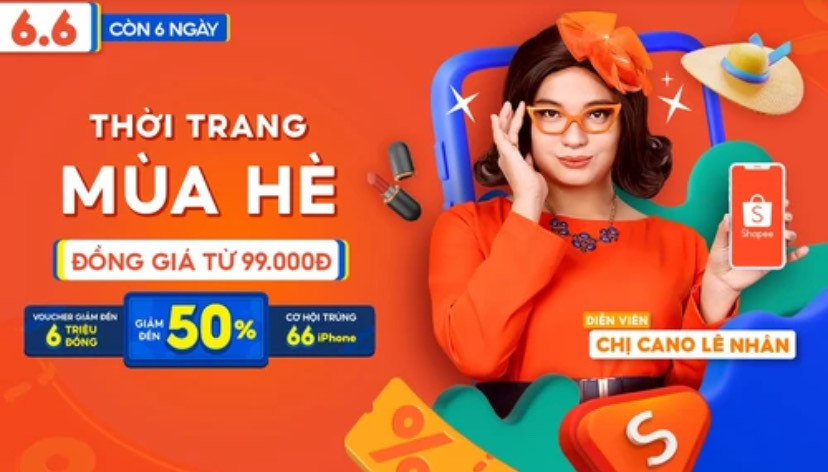 6.6
CÒN 6 NGÀY
THỜI TRANG
MÙA HÈ
ĐỒNG GIÁ TỪ 99.000Đ
VOUCHER GIẢM ĐẾN
6 TRIỆU
ĐỒNG
GIẢM
ĐẾN 50%
CƠ HỘI TRÚNG
66 iPhone
S
Shopee
DIỄN VIÊN
CHỊ CANO LÊ NHÂN
%
S